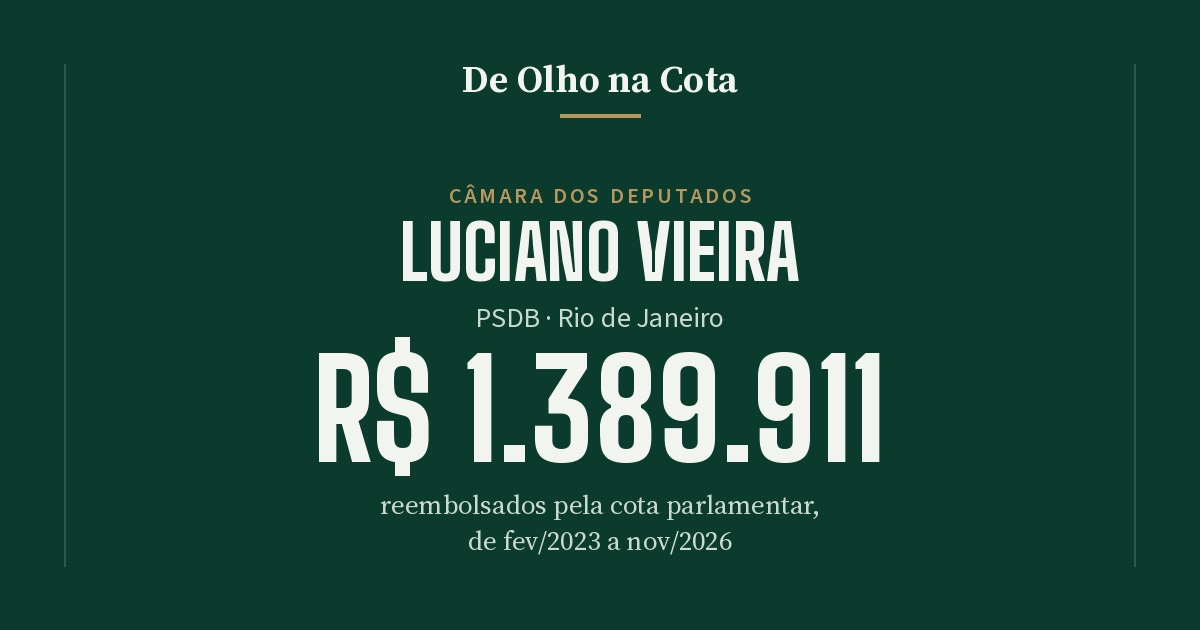 De Olho na Cota
CÂMARA DOS DEPUTADOS
LUCIANO VIEIRA
PSDB · Rio de Janeiro
R$ 1.389.911
reembolsados pela cota parlamentar,
de fev/2023 a nov/2026